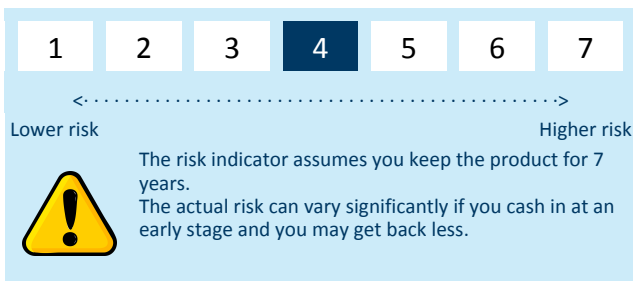 1 2 3 4 5 6 7
<· · · · · · · · · · · · · · · · · · · · · · · · · · · · · · · · · · · · · · · · · · · · · · ·>
Lower risk Higher risk
The risk indicator assumes you keep the product for 7
years.
The actual risk can vary significantly if you cash in at an
early stage and you may get back less.